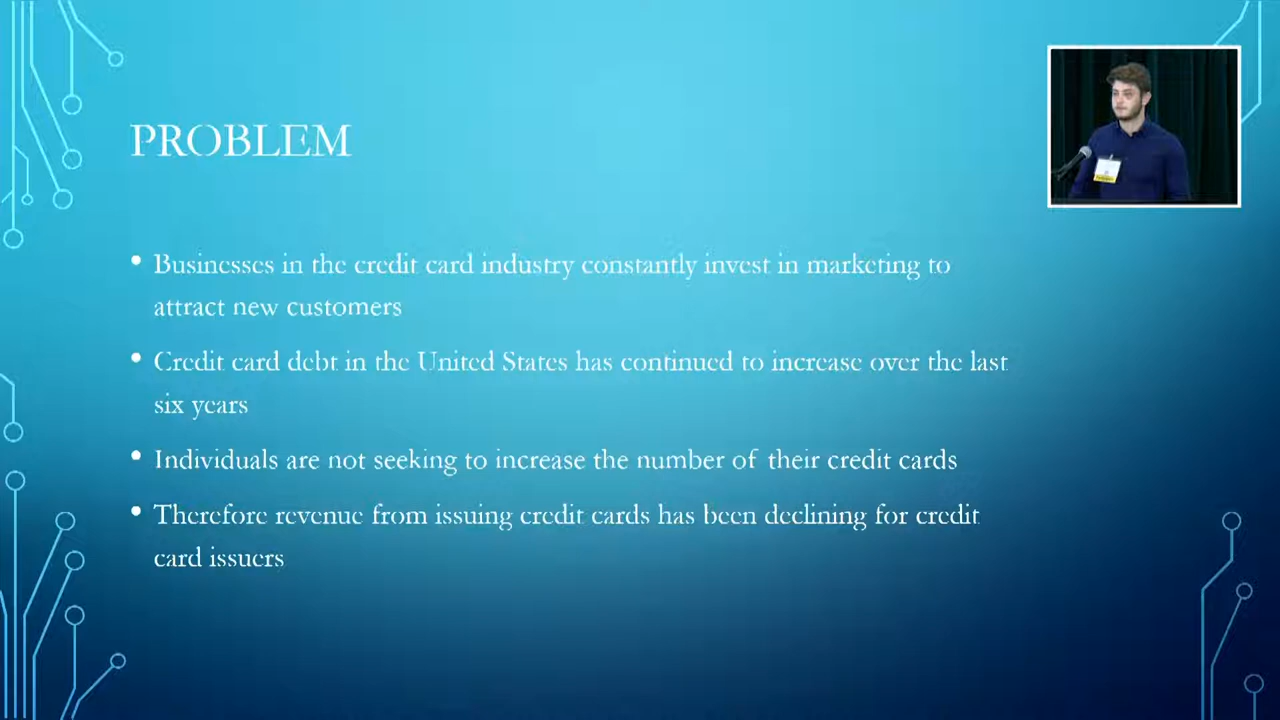 PROBLEM
• Businesses in the credit card industry constantly invest in marketing to
attract new customers
• Credit card debt in the United States has continued to increase over the last
six years
• Individuals are not seeking to increase the number of their credit cards
• Therefore revenue from issuing credit cards has been declining for credit
card issuers